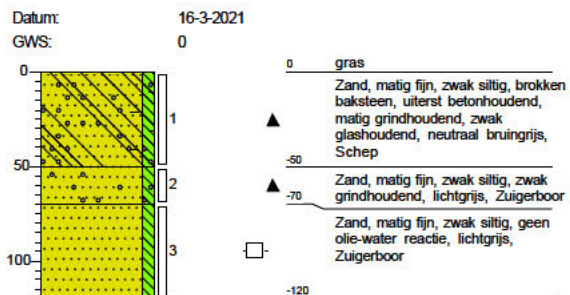 Datum: 16-3-2021
GWS: 0
0 gras
0
Zand, matig fijn, zwak siltig, brokken
baksteen, uiterst betonhoudend,
matig grindhoudend, zwak
glashoudend, neutraal bruingrijs,
Schep
1
50
-50
Zand, matig fijn, zwak siltig, zwak
grindhoudend, lichtgrijs, Zuigerboor
2
-70
Zand, matig fijn, zwak siltig, geen
olie-water reactie, lichtgrijs,
Zuigerboor
3
100
-120